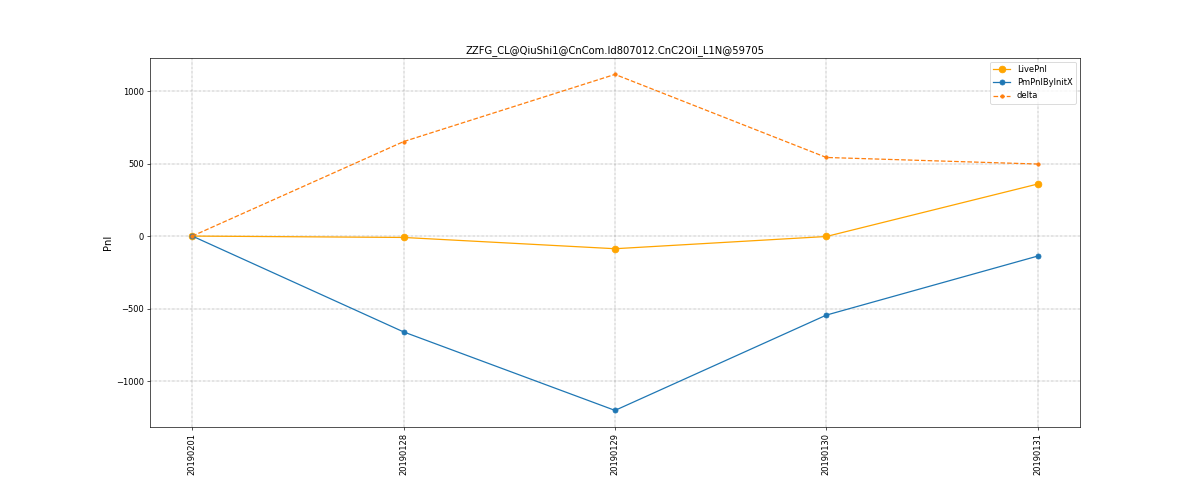 ZZFG_CL@QiuShi1@CnCom.Id807012.CnC2Oil_L1N@59705
LivePnl
PmPnlByInitX
delta
1000
500
0
−500
−1000
Pnl
20190201
20190128
20190129
20190130
20190131